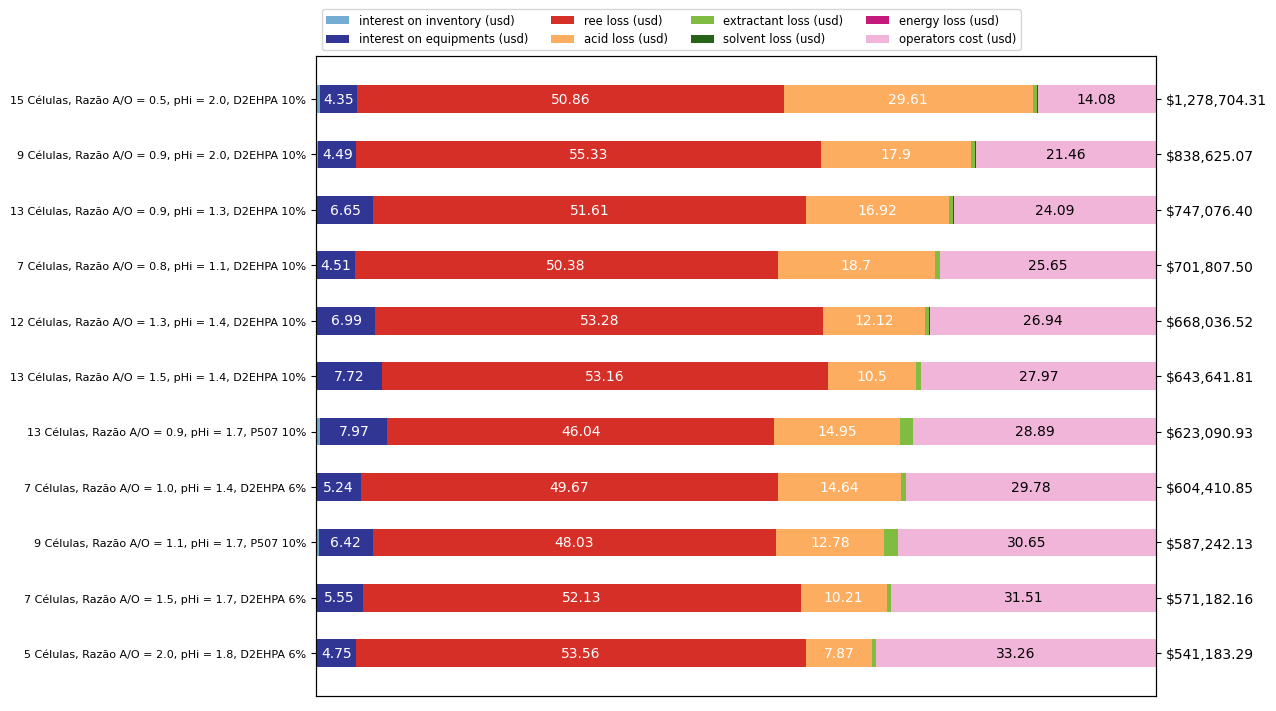 interest on inventory (usd) ree loss (usd) extractant loss (usd) energy loss (usd)
interest on equipments (usd) acid loss (usd) solvent loss (usd) operators cost (usd)
15 Células, Razão A/O = 0.5, pHi = 2.0, D2EHPA 10% 4.35 50.86 29.61 14.08 $1,278,704.31
9 Células, Razão A/O = 0.9, pHi = 2.0, D2EHPA 10% 4.49 55.33 17.9 21.46 $838,625.07
13 Células, Razão A/O = 0.9, pHi = 1.3, D2EHPA 10% 6.65 51.61 16.92 24.09 $747,076.40
7 Células, Razão A/O = 0.8, pHi = 1.1, D2EHPA 10% 4.51 50.38 18.7 25.65 $701,807.50
12 Células, Razão A/O = 1.3, pHi = 1.4, D2EHPA 10% 6.99 53.28 12.12 26.94 $668,036.52
13 Células, Razão A/O = 1.5, pHi = 1.4, D2EHPA 10% 7.72 53.16 10.5 27.97 $643,641.81
13 Células, Razão A/O = 0.9, pHi = 1.7, P507 10% 7.97 46.04 14.95 28.89 $623,090.93
7 Células, Razão A/O = 1.0, pHi = 1.4, D2EHPA 6% 5.24 49.67 14.64 29.78 $604,410.85
9 Células, Razão A/O = 1.1, pHi = 1.7, P507 10% 6.42 48.03 12.78 30.65 $587,242.13
7 Células, Razão A/O = 1.5, pHi = 1.7, D2EHPA 6% 5.55 52.13 10.21 31.51 $571,182.16
5 Células, Razão A/O = 2.0, pHi = 1.8, D2EHPA 6% 4.75 53.56 7.87 33.26 $541,183.29